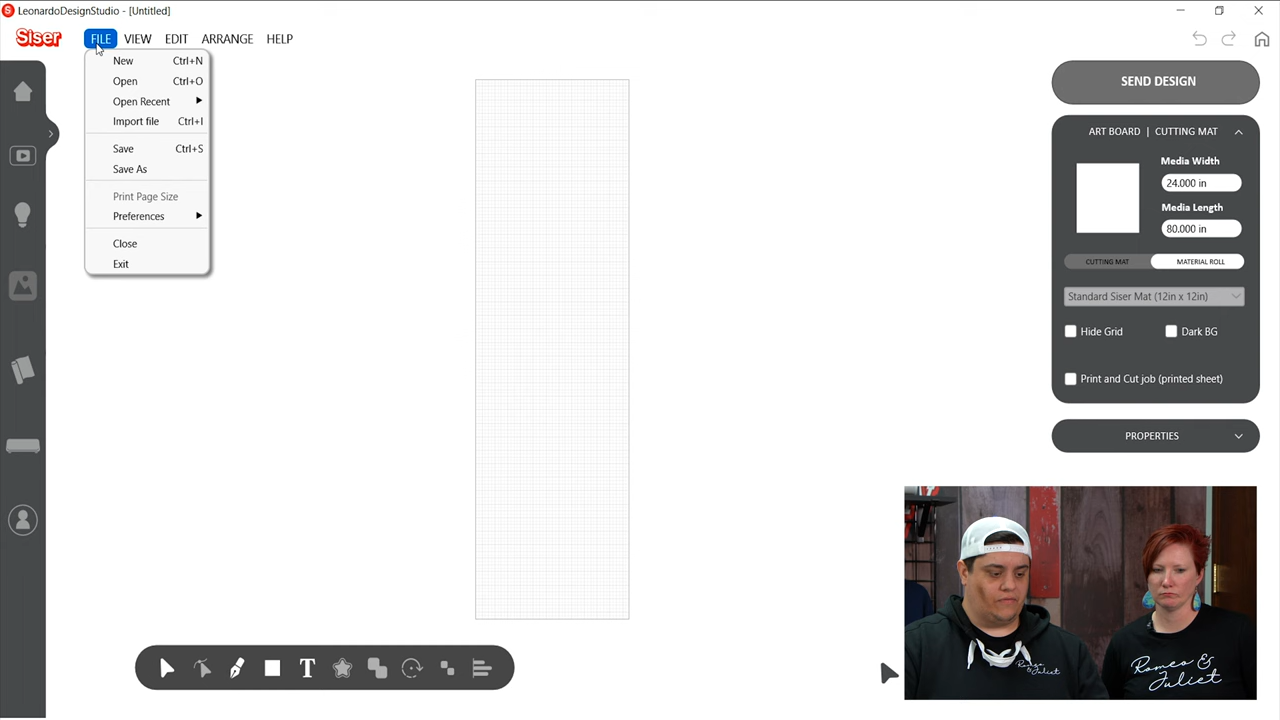 LeonardoDesignStudio - [Untitled]
Siser
FILE VIEW EDIT ARRANGE HELP
New Ctrl+N
Open Ctrl+O
Open Recent
Import file Ctrl+I
Save Ctrl+S
Save As
Print Page Size
Preferences
Close
Exit
SEND DESIGN
ART BOARD | CUTTING MAT
Media Width
24.000 in
Media Length
80.000 in
CUTTING MAT MATERIAL ROLL
Standard Siser Mat (12in x 12in)
Hide Grid Dark BG
Print and Cut job (printed sheet)
PROPERTIES
T
Romeo &
Juliet
Romeo &
Juliet